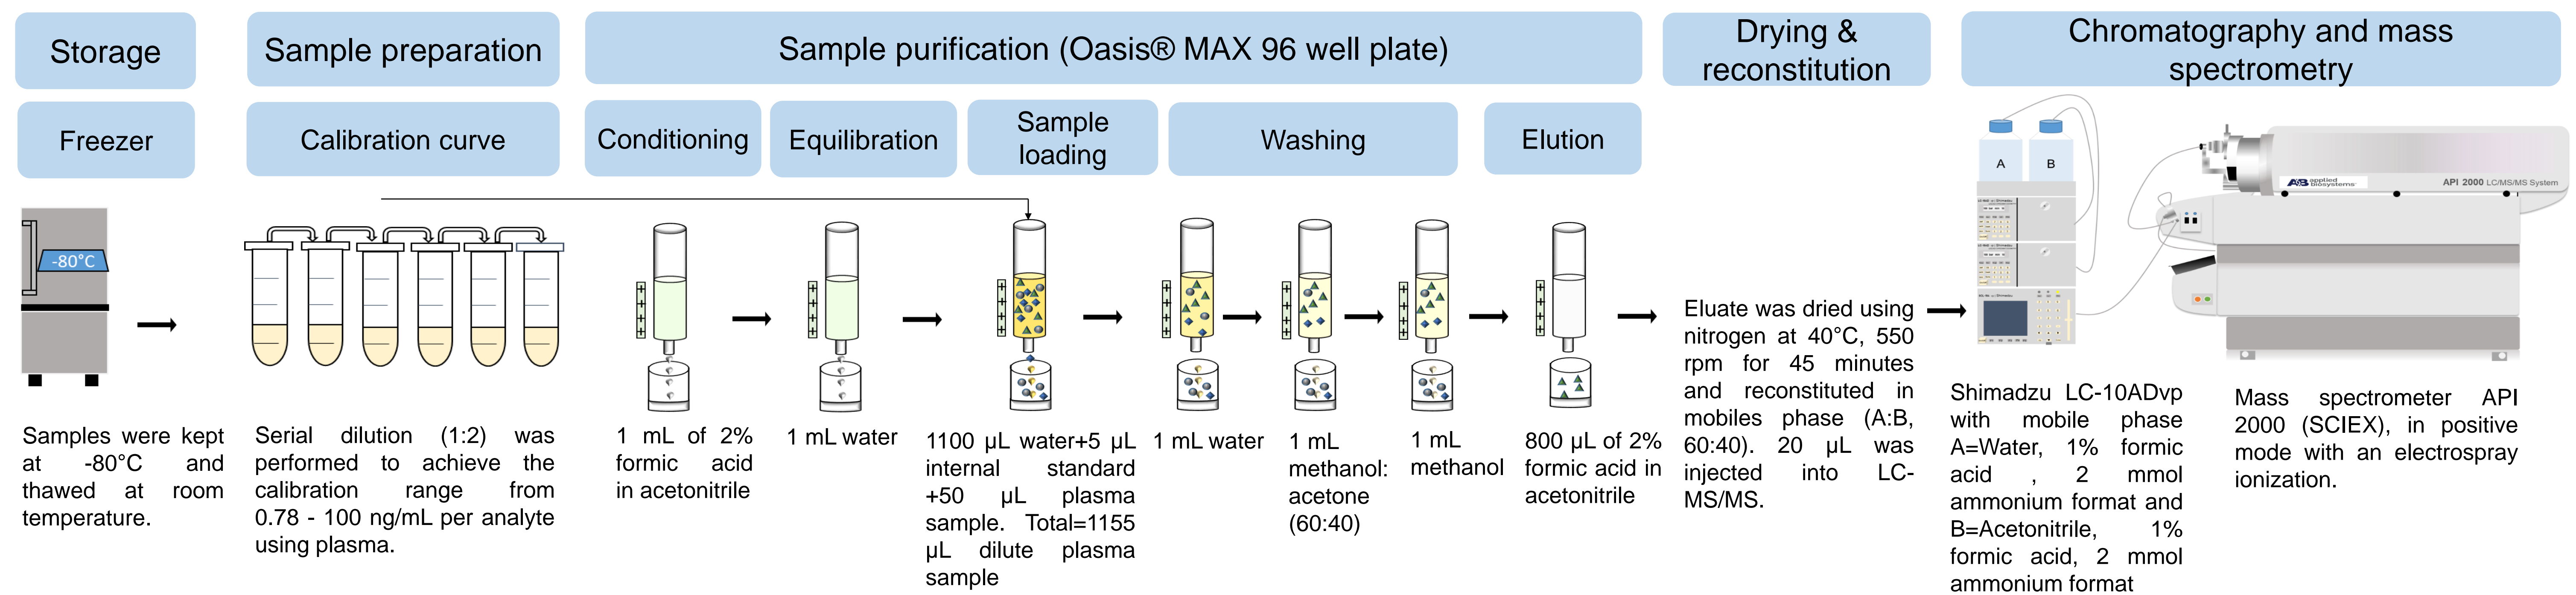 Storage
Sample preparation
Sample purification (Oasis® MAX 96 well plate)
Drying &
reconstitution
Chromatography and mass
spectrometry
Freezer
Calibration curve
Conditioning
Equilibration
Sample
loading
Washing
Elution
-80°C
A
B
applied
biosystems
API 2000 LC/MS/MS System
Samples were kept
at -80°C and
thawed at room
temperature.
Serial dilution (1:2) was
performed to achieve the
calibration range from
0.78 - 100 ng/mL per analyte
using plasma.
1 mL of 2%
formic acid
in acetonitrile
1 mL water
1100 µL water+5 µL
internal standard
+50 µL plasma
sample. Total=1155
µL dilute plasma
sample
1 mL water
1 mL
methanol:
acetone
(60:40)
1 mL
methanol
800 µL of 2%
formic acid in
acetonitrile
Eluate was dried using
nitrogen at 40°C, 550
rpm for 45 minutes
and reconstituted in
mobiles phase (A:B,
60:40). 20 µL was
injected into LC-
MS/MS.
Shimadzu LC-10ADvp
with mobile phase
A=Water, 1% formic
acid , 2 mmol
ammonium format and
B=Acetonitrile, 1%
formic acid, 2 mmol
ammonium format
Mass spectrometer API
2000 (SCIEX), in positive
mode with an electrospray
ionization.